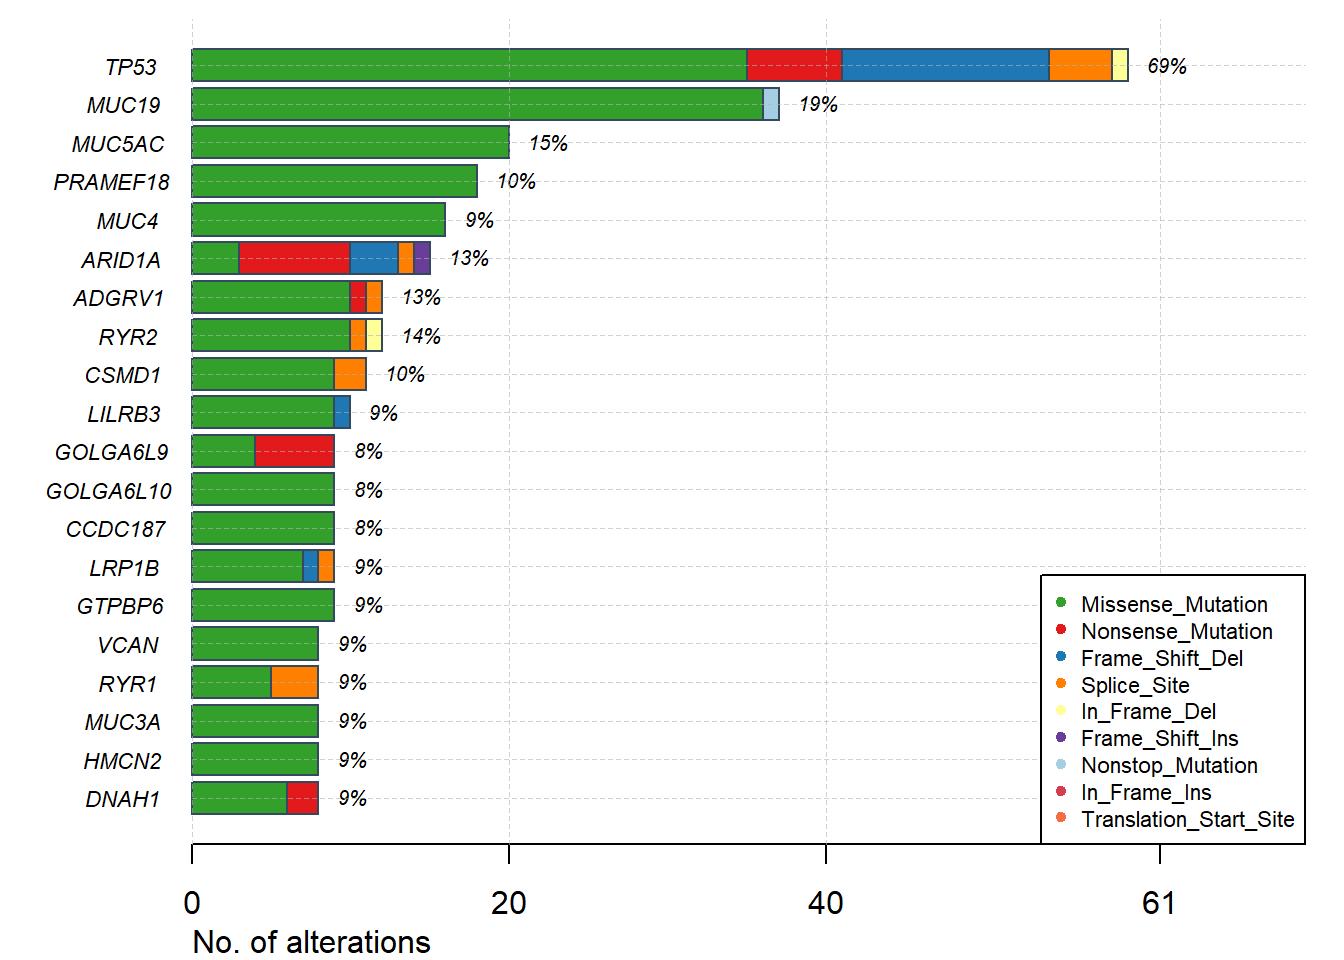 TP53 69%
MUC19 19%
MUC5AC 15%
PRAMEF18 10%
MUC4 9%
ARID1A 13%
ADGRV1 13%
RYR2 14%
CSMD1 10%
LILRB3 9%
GOLGA6L9 8%
GOLGA6L10 8%
CCDC187 8%
LRP1B 9%
GTPBP6 9%
VCAN 9%
RYR1 9%
MUC3A 9%
HMCN2 9%
DNAH1 9%
Missense_Mutation
Nonsense_Mutation
Frame_Shift_Del
Splice_Site
In_Frame_Del
Frame_Shift_Ins
Nonstop_Mutation
In_Frame_Ins
Translation_Start_Site
0 20 40 61
No. of alterations